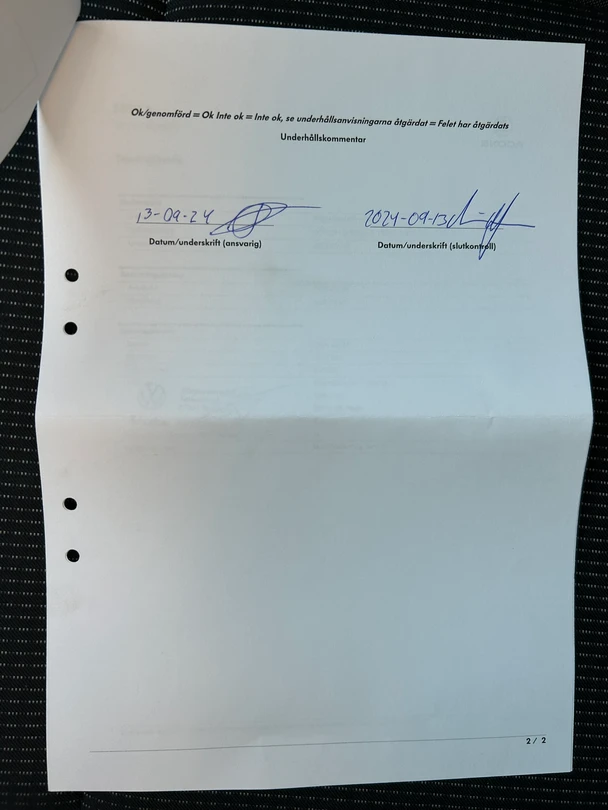 Ok/genomförd = Ok Inte ok = Inte ok, se underhållsanvisningarna åtgärdat = Felet har åtgärdats
Underhållskommentar
13-09-24 2024-09-13
Datum/underskrift (ansvarig) Datum/underskrift (slutkontroll)
2 / 2